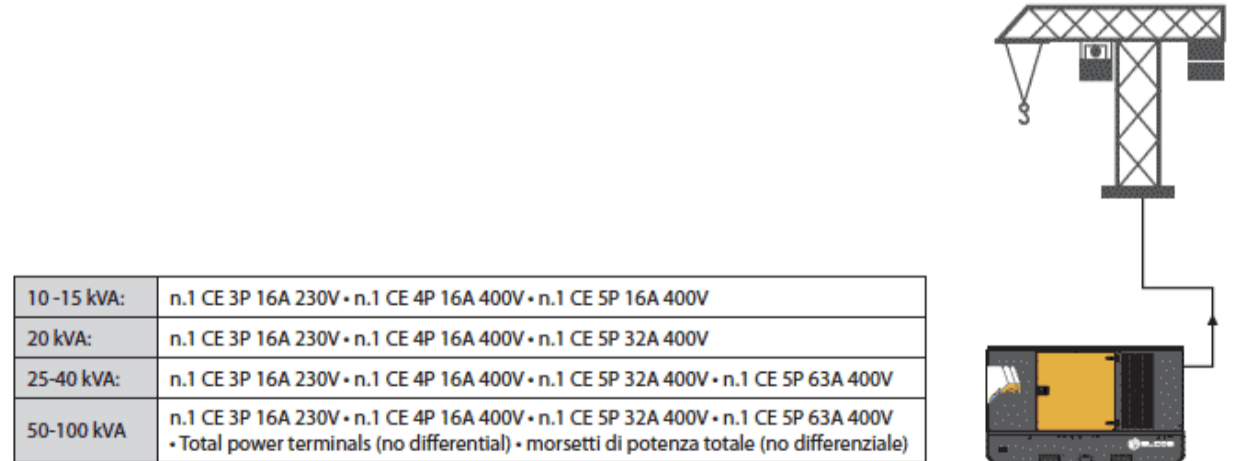 10 -15 kVA: n.1 CE 3P 16A 230V • n.1 CE 4P 16A 400V • n.1 CE 5P 16A 400V
20 kVA: n.1 CE 3P 16A 230V • n.1 CE 4P 16A 400V • n.1 CE 5P 32A 400V
25-40 kVA: n.1 CE 3P 16A 230V • n.1 CE 4P 16A 400V • n.1 CE 5P 32A 400V • n.1 CE 5P 63A 400V
50-100 kVA n.1 CE 3P 16A 230V • n.1 CE 4P 16A 400V • n.1 CE 5P 32A 400V • n.1 CE 5P 63A 400V
• Total power terminals (no differential) • morsetti di potenza totale (no differenziale)